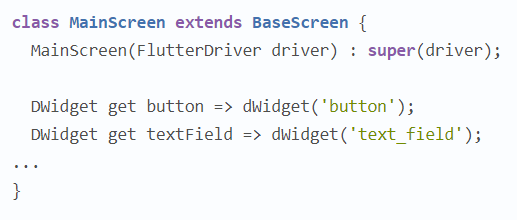 class MainScreen extends BaseScreen {
  MainScreen(FlutterDriver driver) : super(driver);

  DWidget get button => dWidget('button');
  DWidget get textField => dWidget('text_field');
...
}